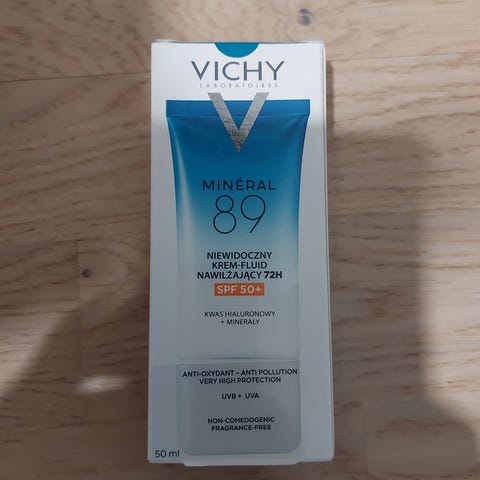 VICHY
LABORATOIRES
MINÉRAL
89
NIEWIDOCZNY
KREM-FLUID
NAWILŻAJĄCY 72H
SPF 50+
KWAS HIALURONOWY
+ MINERAŁY
ANTI-OXYDANT – ANTI POLLUTION
VERY HIGH PROTECTION
UVB + UVA
NON-COMEDOGENIC
FRAGRANCE-FREE
50 ml